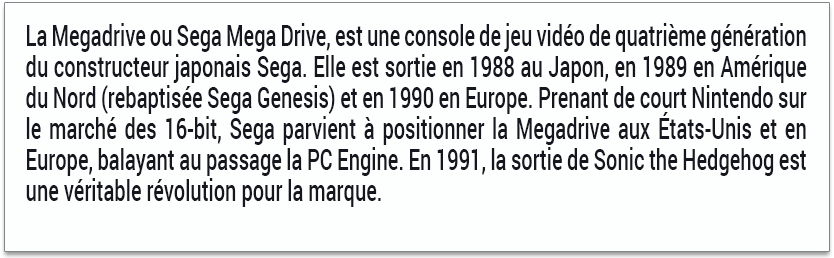 La Megadrive ou Sega Mega Drive, est une console de jeu vidéo de quatrième génération
du constructeur japonais Sega. Elle est sortie en 1988 au Japon, en 1989 en Amérique
du Nord (rebaptisée Sega Genesis) et en 1990 en Europe. Prenant de court Nintendo sur
le marché des 16-bit, Sega parvient à positionner la Megadrive aux États-Unis et en
Europe, balayant au passage la PC Engine. En 1991, la sortie de Sonic the Hedgehog est
une véritable révolution pour la marque.